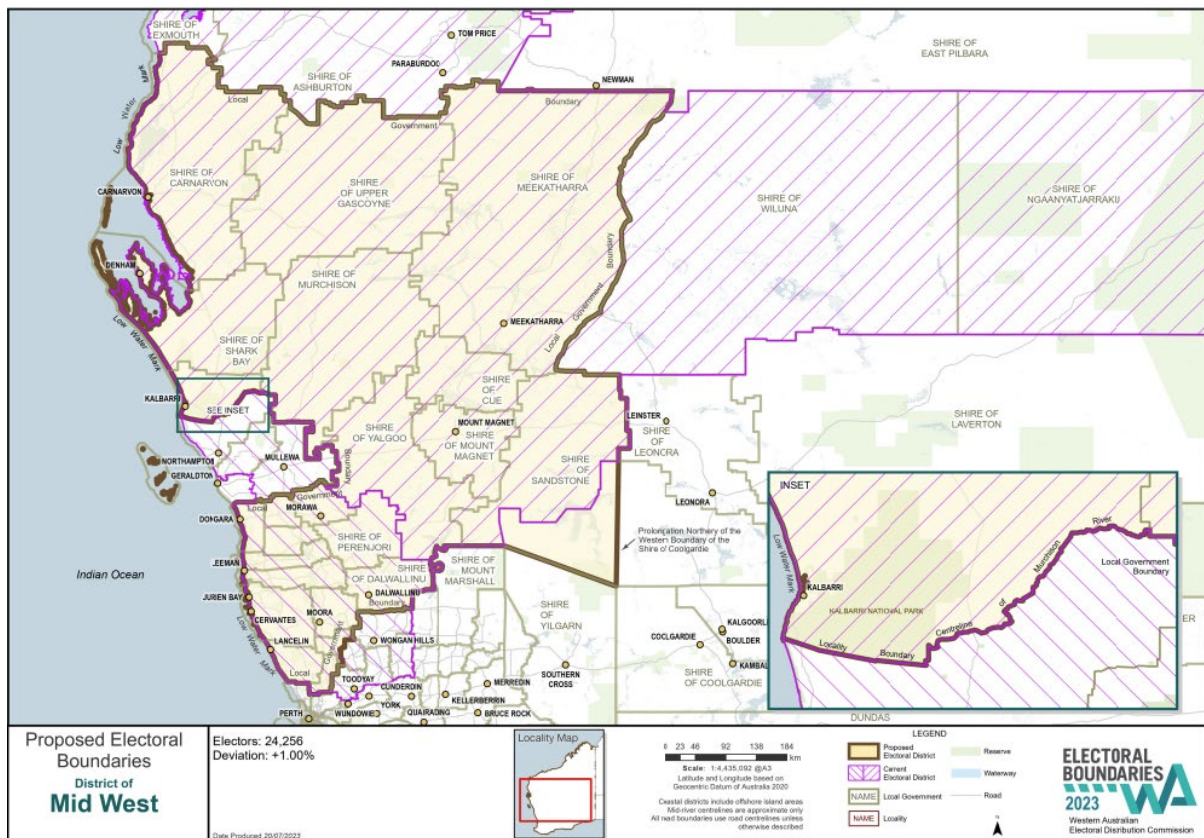 SHIRE OF
EXMOUTH
TOM PRICE
PARABURDOO
SHIRE OF
ASHBURTON
NEWMAN
SHIRE OF
EAST PILBARA
Low Water Mark
Local
Government
Boundary
SHIRE OF
CARNARVON
SHIRE
OF UPPER
GASCOYNE
SHIRE OF
MEEKATHARRA
SHIRE OF
WILUNA
SHIRE OF
NGAANYATJARRAKU
CARNARVON
Local Government Boundary
DENHAM
SHIRE OF
MURCHISON
MEEKATHARRA
Low Water Mark
SHIRE OF
SHARK
BAY
SHIRE
OF
CUE
KALBARRI
SEE INSET
LEINSTER
SHIRE OF
LAVERTON
SHIRE
OF YALGOO
MOUNT MAGNET
SHIRE
OF MOUNT
MAGNET
SHIRE
OF
LEONORA
NORTHAMPTON
MULLEWA
Boundary
SHIRE
OF
SANDSTONE
GERALDTON
Government
Local
LEONORA
MORAWA
DONGARA
SHIRE OF
PERENJORI
Prolongation Northery of the
Western Boundary of the
Shire of Coolgardie
Indian Ocean
LEEMAN
SHIRE
OF DALWALLINU
SHIRE OF
MOUNT
MARSHALL
JURIEN BAY
DALWALLINU
Boundary
MOORA
CERVANTES
SHIRE
OF
YILGARN
KALGOORL
BOULDER
COOLGARDIE
Low Water Mark
LANCELIN
Government
WONGAN HILLS
KAMBAL
Local
TOODYAY
SOUTHERN
CROSS
SHIRE
OF COOLGARDIE
CUNDERDIN
MERREDIN
YORK
KELLERBERRIN
PERTH
WUNDOWIE
QUAIRADING
BRUCE ROCK
DUNDAS
INSET
River
Low Water Mark
Murchison
Local Government
Boundary
KALBARRI
KALBARRI NATIONAL PARK
of
Centreline
Locality
Boundary
ER
Proposed Electoral
Boundaries
District of
Mid West
Electors: 24,256
Deviation: +1.00%
Date Produced 20/07/2023
Locality Map
0 23 46 92 138 184
km
Scale: 1:4,435,092 @A3
Latitude and Longitude based on
Geocentric Datum of Australia 2020
Coastal districts include offshore island areas
Mid-river centrelines are approximate only
All road boundaries use road centrelines unless
otherwise described
LEGEND
Proposed
Electoral District
Current
Electoral District
NAME Local Government
NAME Locality
Reserve
Waterway
Road
N
ELECTORAL
BOUNDARIES
2023 WA
Western Australian
Electoral Distribution Commission